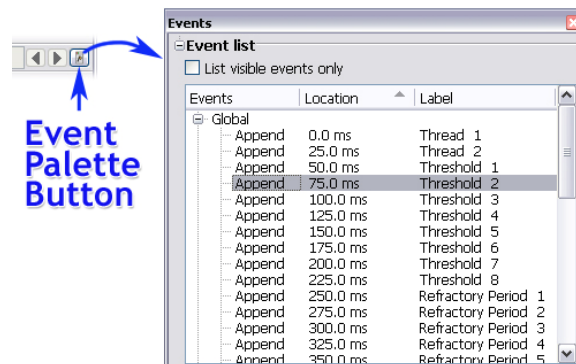 Event
Palette
Button
Events
Event list
List visible events only
Events Location Label
Global
Append 0.0 ms Thread 1
Append 25.0 ms Thread 2
Append 50.0 ms Threshold 1
Append 75.0 ms Threshold 2
Append 100.0 ms Threshold 3
Append 125.0 ms Threshold 4
Append 150.0 ms Threshold 5
Append 175.0 ms Threshold 6
Append 200.0 ms Threshold 7
Append 225.0 ms Threshold 8
Append 250.0 ms Refractory Period 1
Append 275.0 ms Refractory Period 2
Append 300.0 ms Refractory Period 3
Append 325.0 ms Refractory Period 4
Append 350.0 ms Refractory Period 5